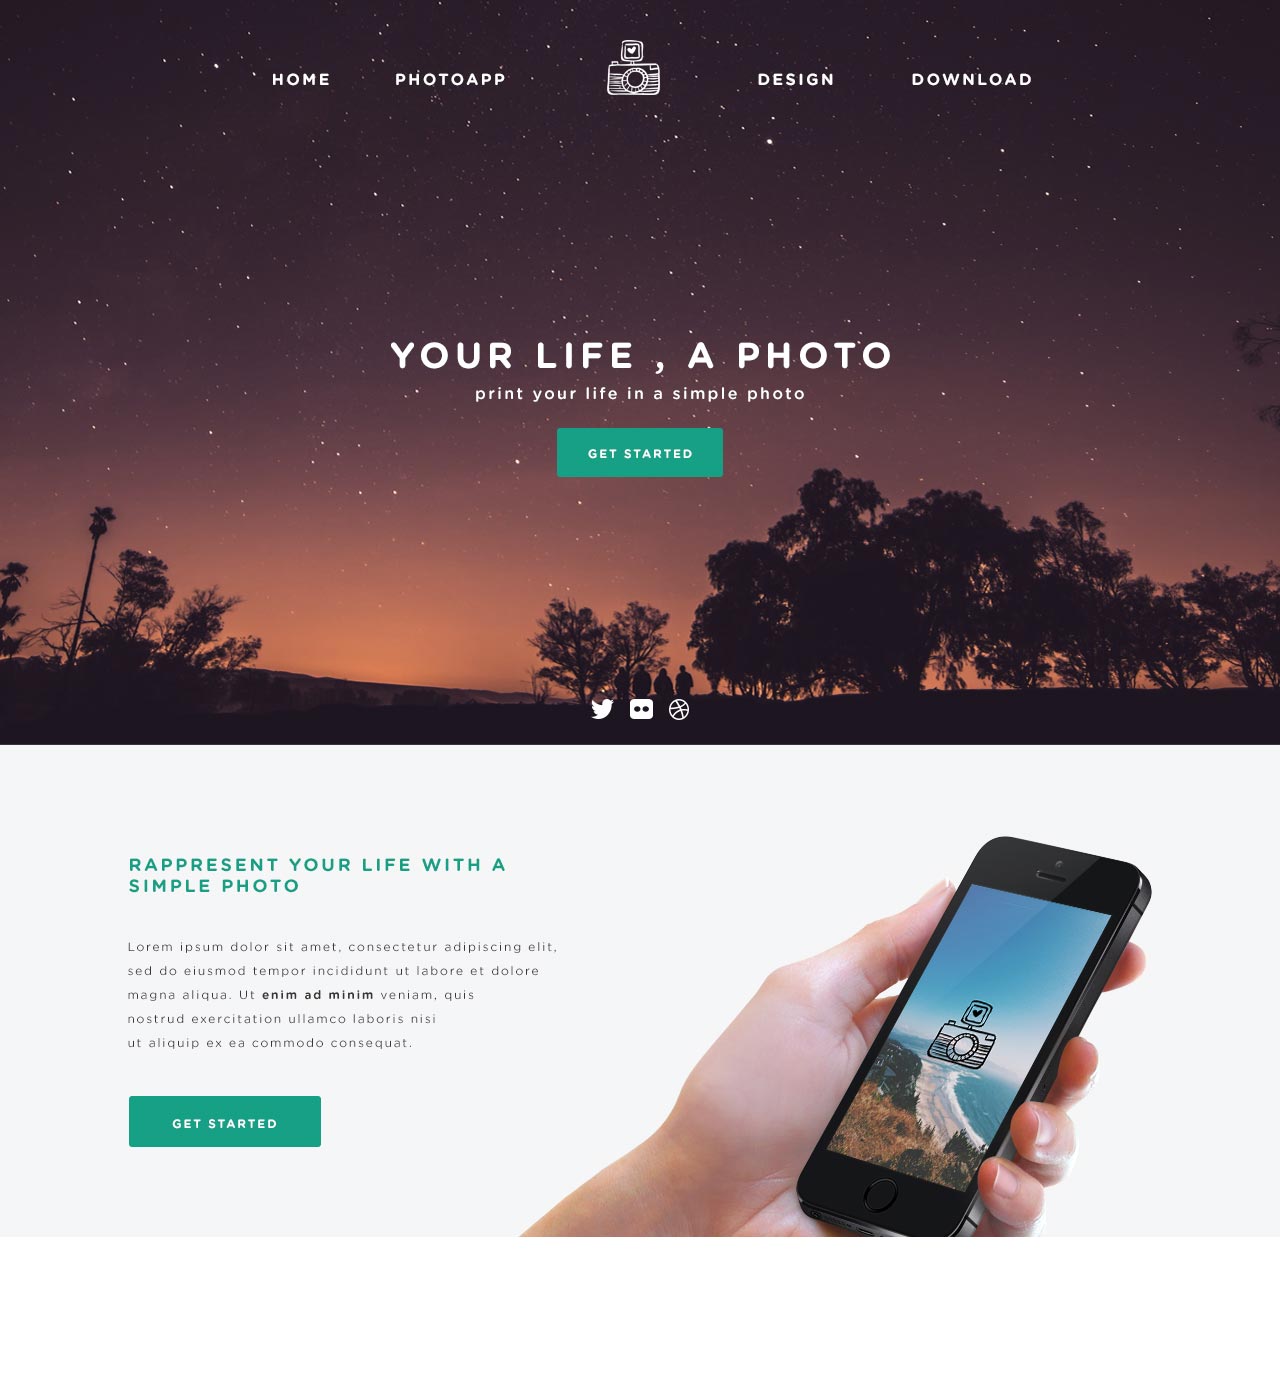 HOME PHOTOAPP DESIGN DOWNLOAD
YOUR LIFE , A PHOTO
print your life in a simple photo
GET STARTED
RAPPRESENT YOUR LIFE WITH A
SIMPLE PHOTO
Lorem ipsum dolor sit amet, consectetur adipiscing elit,
sed do eiusmod tempor incididunt ut labore et dolore
magna aliqua. Ut enim ad minim veniam, quis
nostrud exercitation ullamco laboris nisi
ut aliquip ex ea commodo consequat.
GET STARTED